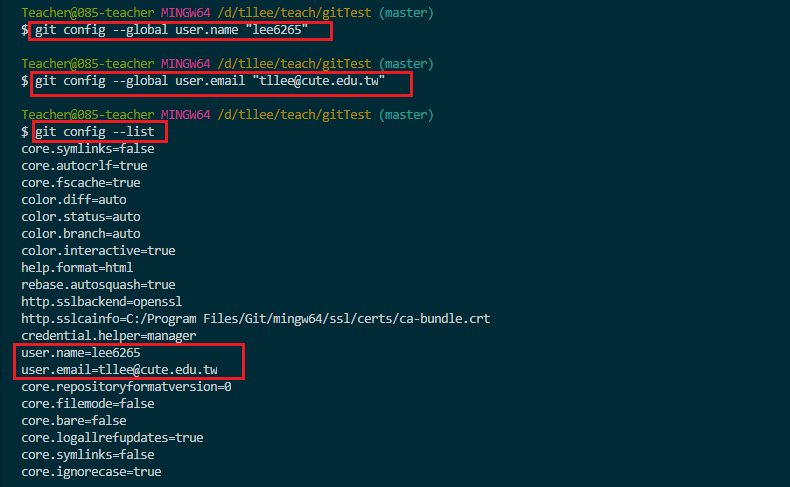 Teacher@085-teacher MINGW64 /d/tllee/teach/gitTest (master)
$ git config --global user.name "lee6265"
Teacher@085-teacher MINGW64 /d/tllee/teach/gitTest (master)
$ git config --global user.email "tllee@cute.edu.tw"
Teacher@085-teacher MINGW64 /d/tllee/teach/gitTest (master)
$ git config --list
core.symlinks=false
core.autocrlf=true
core.fscache=true
color.diff=auto
color.status=auto
color.branch=auto
color.interactive=true
help.format=html
rebase.autosquash=true
http.sslbackend=openssl
http.sslcainfo=C:/Program Files/Git/mingw64/ssl/certs/ca-bundle.crt
credential.helper=manager
user.name=lee6265
user.email=tllee@cute.edu.tw
core.repositoryformatversion=0
core.filemode=false
core.bare=false
core.logallrefupdates=true
core.symlinks=false
core.ignorecase=true